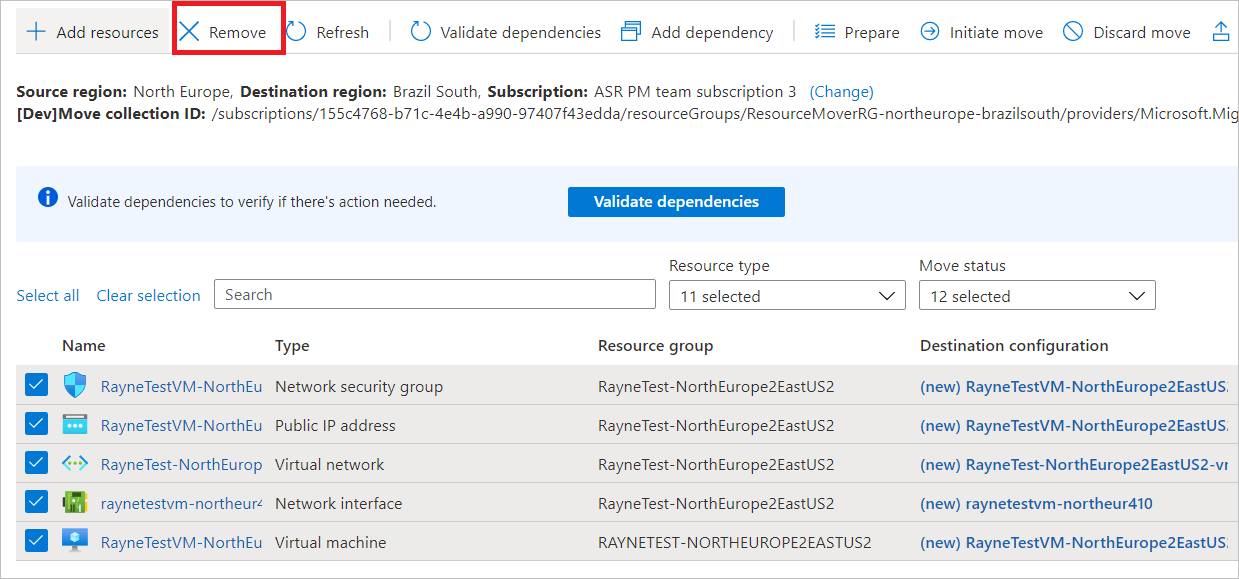 Add resources Remove Refresh Validate dependencies Add dependency Prepare Initiate move Discard move
Source region: North Europe, Destination region: Brazil South, Subscription: ASR PM team subscription 3 (Change)
[Dev]Move collection ID: /subscriptions/155c4768-b71c-4e4b-a990-97407f43edda/resourceGroups/ResourceMoverRG-northeurope-brazilsouth/providers/Microsoft.Mig
Validate dependencies to verify if there's action needed. Validate dependencies
Resource type Move status
Select all Clear selection Search 11 selected 12 selected
Name Type Resource group Destination configuration
RayneTestVM-NorthEu Network security group RayneTest-NorthEurope2EastUS2 (new) RayneTestVM-NorthEurope2EastUS2
RayneTestVM-NorthEu Public IP address RayneTest-NorthEurope2EastUS2 (new) RayneTestVM-NorthEurope2EastUS2
RayneTest-NorthEurop Virtual network RayneTest-NorthEurope2EastUS2 (new) RayneTest-NorthEurope2EastUS2-vn
raynetestvm-northeur4 Network interface RayneTest-NorthEurope2EastUS2 (new) raynetestvm-northeur410
RayneTestVM-NorthEu Virtual machine RAYNETEST-NORTHEUROPE2EASTUS2 (new) RayneTestVM-NorthEurope2EastUS2